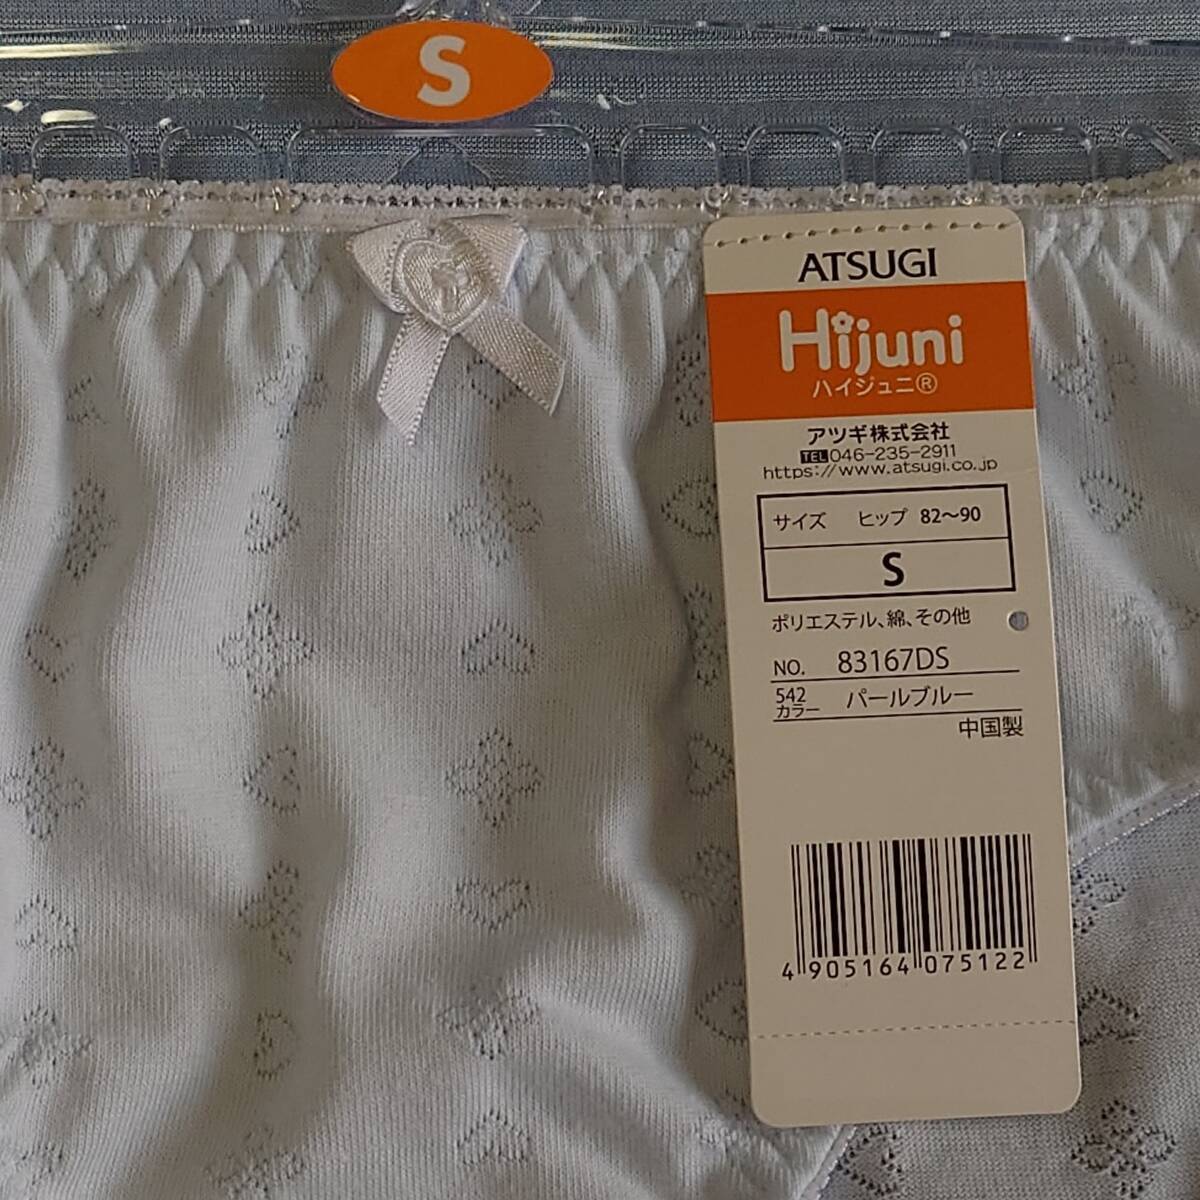 S
ATSUGI
Hijuni
ハイジュニ®
アツギ株式会社
TEL 046-235-2911
https://www.atsugi.co.jp
サイズ ヒップ 82〜90
S
ポリエステル、綿、その他
NO. 83167DS
542
カラー パールブルー
中国製
4 905164 075122